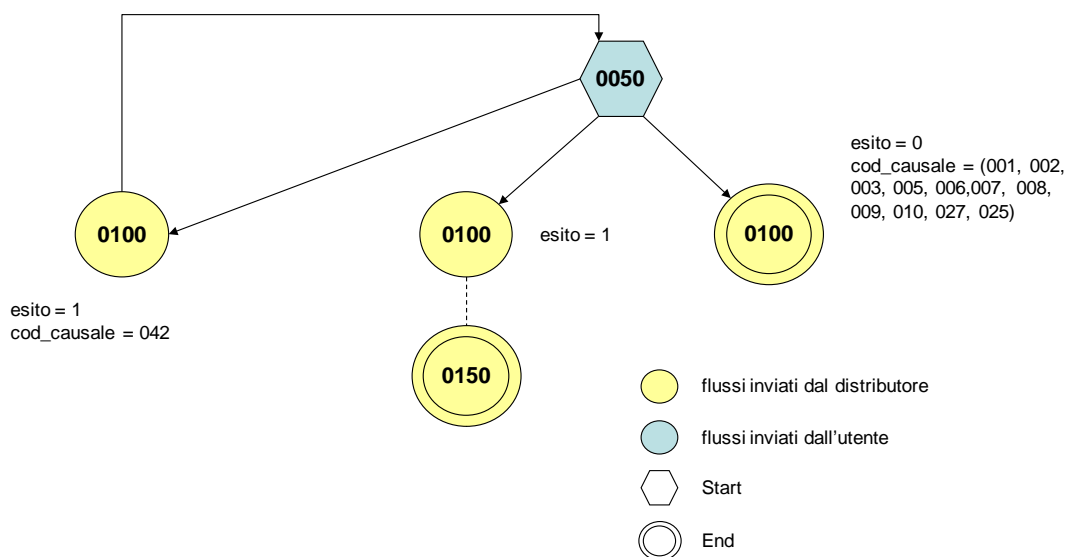 0050
esito = 0
cod_causale = (001, 002,
003, 005, 006,007, 008,
009, 010, 027, 025)
0100
0100
esito = 1
0100
esito = 1
cod_causale = 042
0150
flussi inviati dal distributore
flussi inviati dall'utente
Start
End